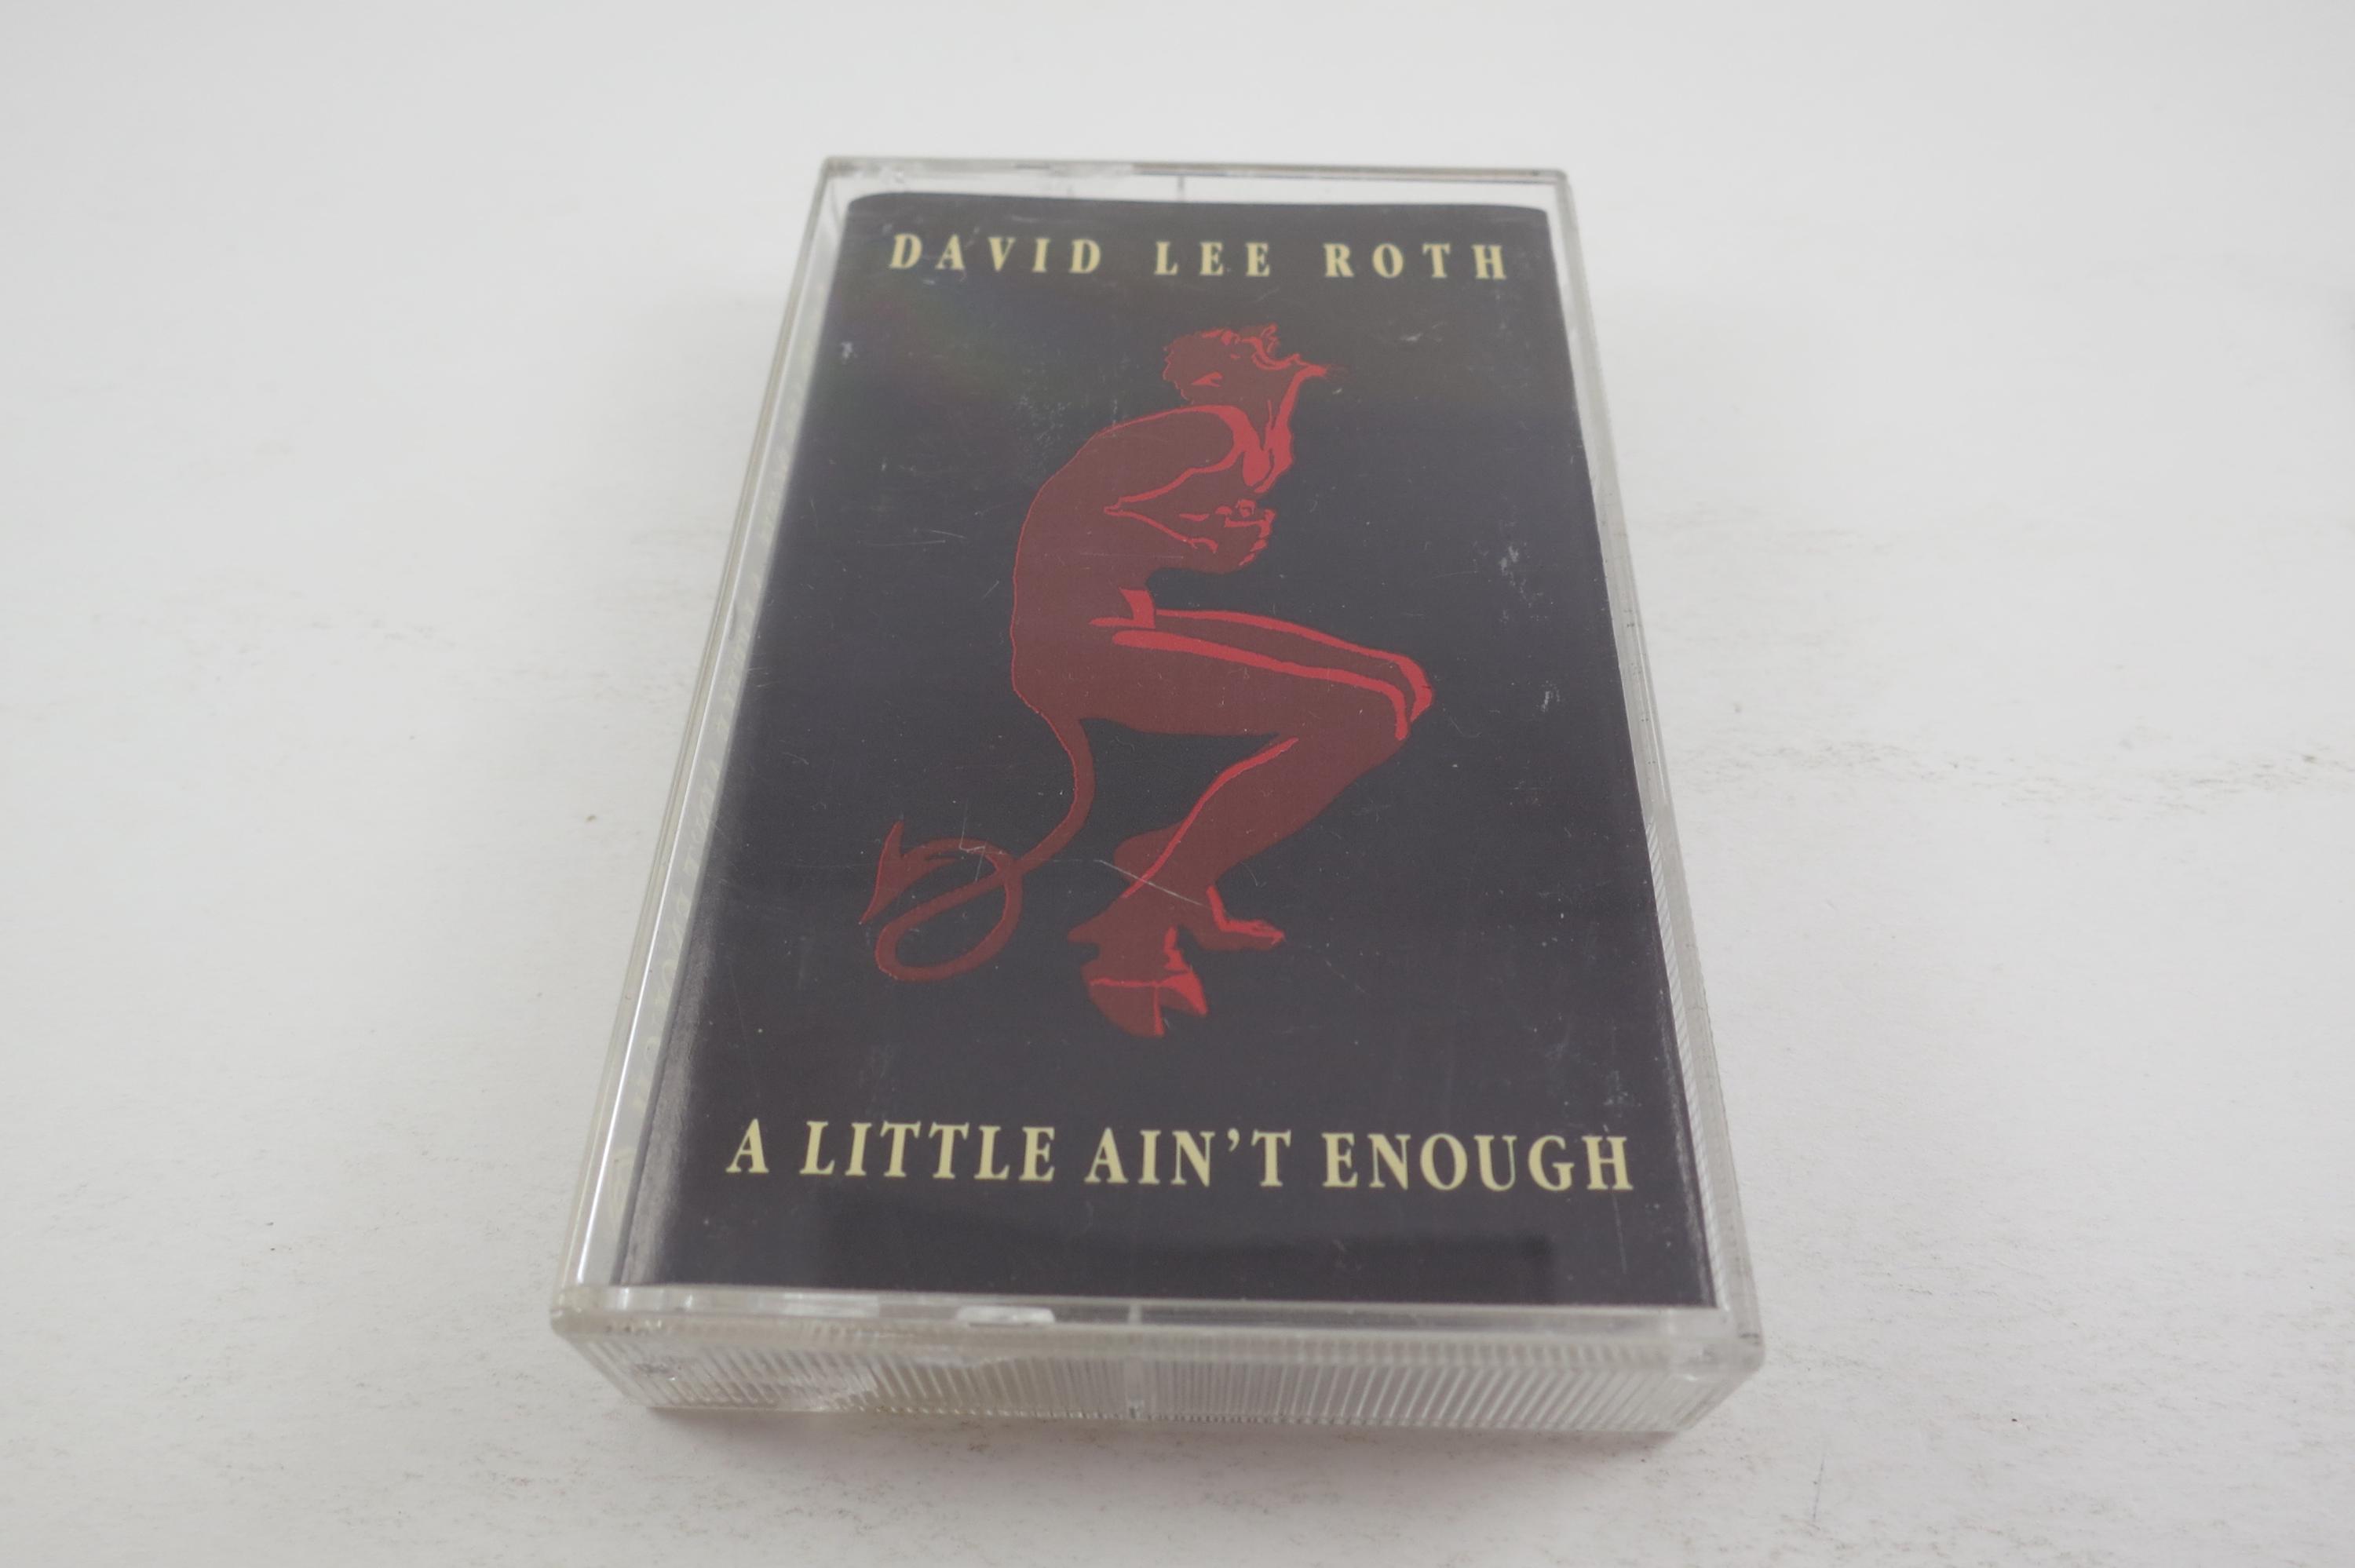 DAVID LEE ROTH
A LITTLE AIN'T ENOUGH